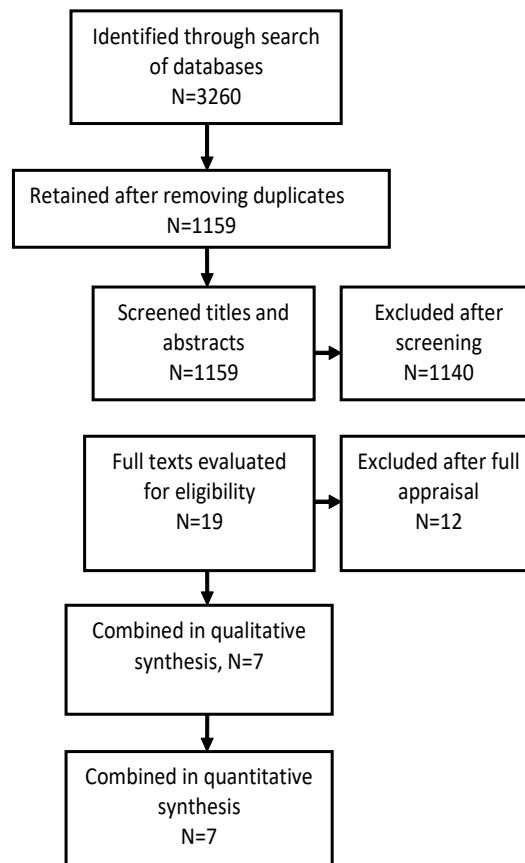 Identified through search
of databases
N=3260
Retained after removing duplicates
N=1159
Screened titles and
abstracts
N=1159
Excluded after
screening
N=1140
Full texts evaluated
for eligibility
N=19
Excluded after full
appraisal
N=12
Combined in qualitative
synthesis, N=7
Combined in quantitative
synthesis
N=7